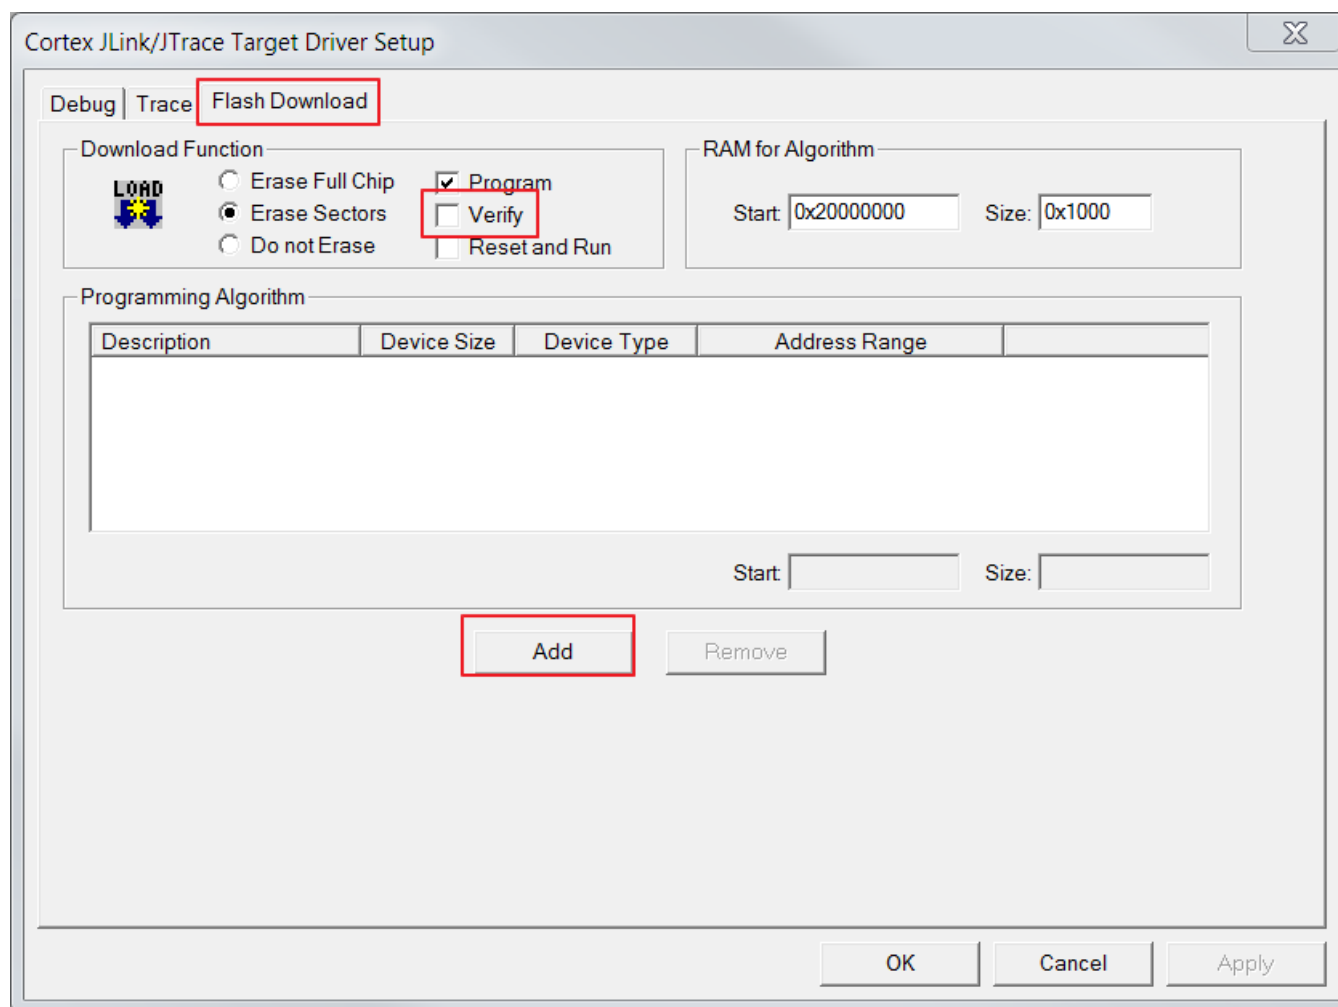 Cortex JLink/JTrace Target Driver Setup
Debug Trace Flash Download
Download Function
LOAD
Erase Full Chip
Erase Sectors
Do not Erase
Program
Verify
Reset and Run
RAM for Algorithm
Start: 0x20000000 Size: 0x1000
Programming Algorithm
Description Device Size Device Type Address Range
Start: Size:
Add Remove
OK Cancel Apply